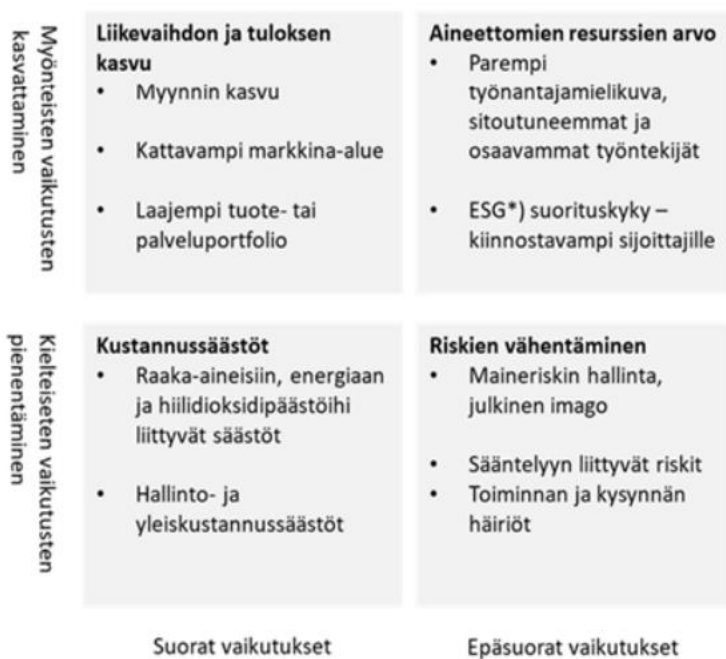 Myönteisten vaikutusten
kasvattaminen
Liikevaihdon ja tuloksen
kasvu
• Myynnin kasvu
• Kattavampi markkina-alue
• Laajempi tuote- tai
palveluportfolio
Aineettomien resurssien arvo
• Parempi
työnantajamielikuva,
sitoutuneemmat ja
osaavammat työntekijät
• ESG*) suorituskyky –
kiinnostavampi sijoittajille
Kielteiseten vaikutusten
pienentäminen
Kustannussäästöt
• Raaka-aineisiin, energiaan
ja hiilidioksidipäästöihi
liittyvät säästöt
• Hallinto- ja
yleiskustannussäästöt
Riskien vähentäminen
• Maineriskin hallinta,
julkinen imago
• Sääntelyyn liittyvät riskit
• Toiminnan ja kysynnän
häiriöt
Suorat vaikutukset
Epäsuorat vaikutukset